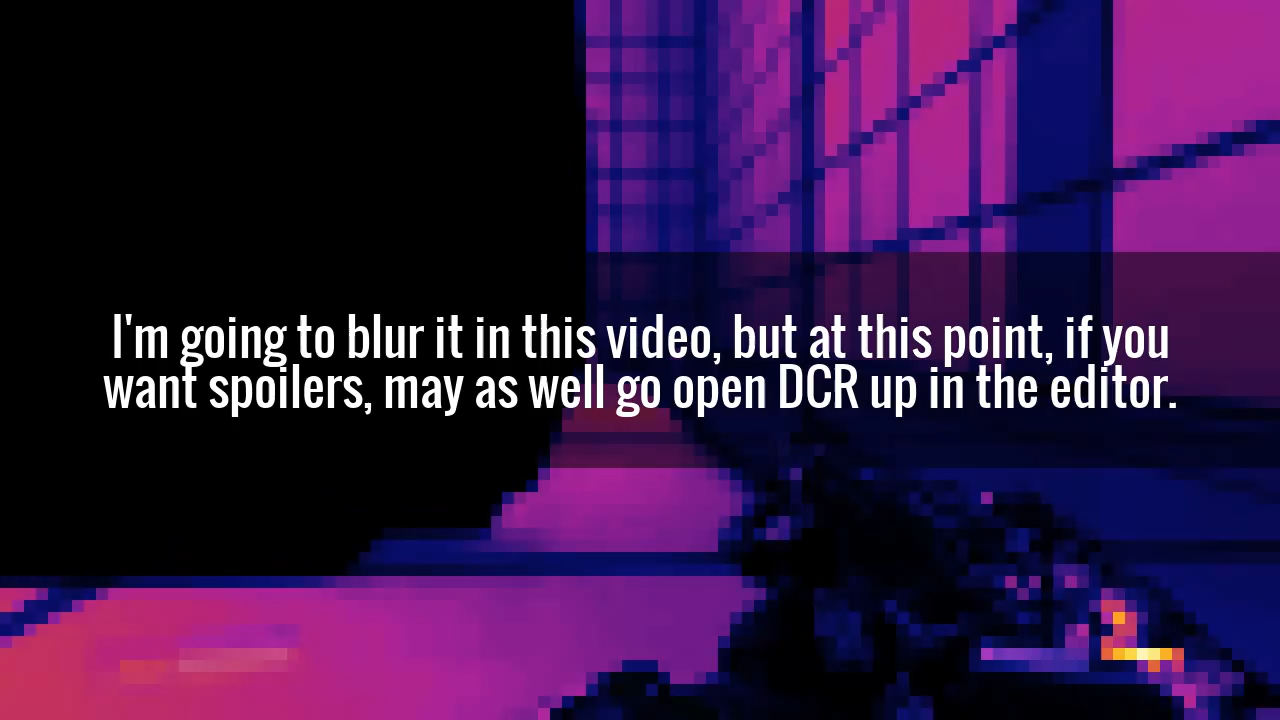 I'm going to blur it in this video, but at this point, if you
want spoilers, may as well go open DCR up in the editor.